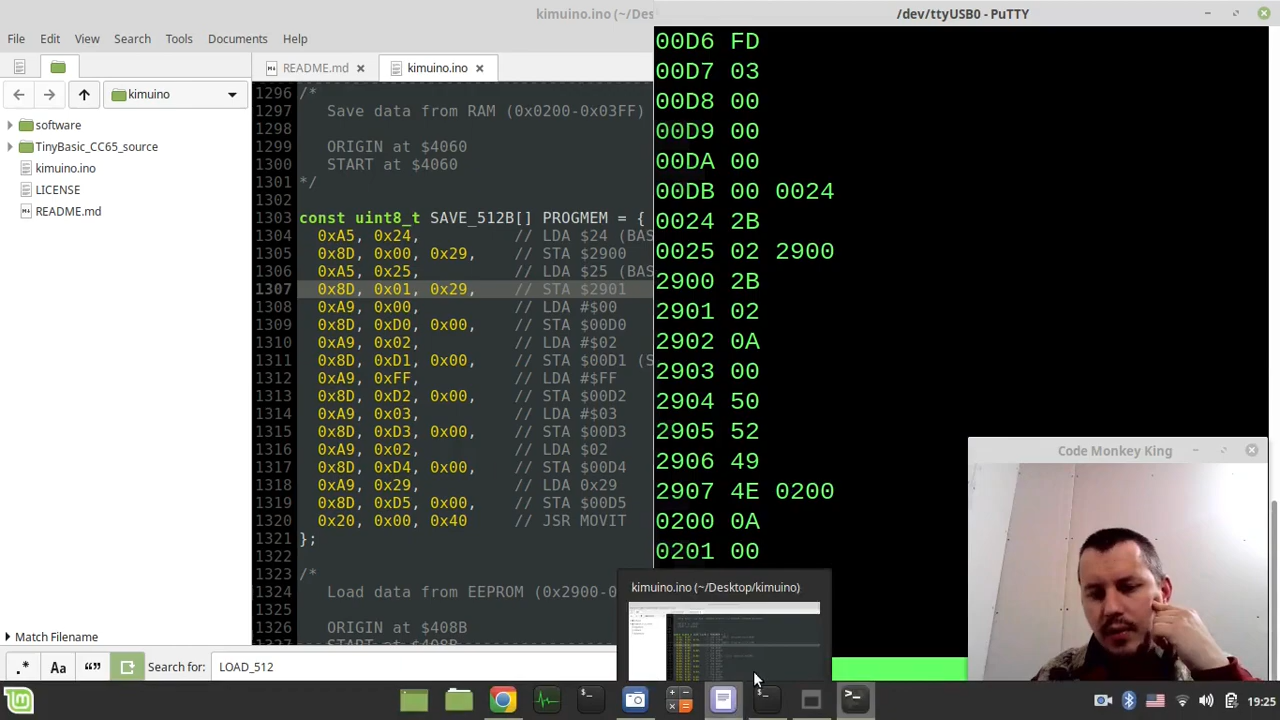 kimuino.ino (~/Des
/dev/ttyUSB0 - PuTTY
File Edit View Search Tools Documents Help
README.md
kimuino.ino
kimuino
software
TinyBasic_CC65_source
kimuino.ino
LICENSE
README.md
Match Filename
1296 /*
1297 Save data from RAM (0x0200-0x03FF)
1298
1299 ORIGIN at $4060
1300 START at $4060
1301 */
1302
1303 const uint8_t SAVE_512B[] PROGMEM = {
1304 0xA5, 0x24, // LDA $24 (BAS
1305 0x8D, 0x00, 0x29, // STA $2900
1306 0xA5, 0x25, // LDA $25 (BAS
1307 0x8D, 0x01, 0x29, // STA $2901
1308 0xA9, 0x00, // LDA #$00
1309 0x8D, 0xD0, 0x00, // STA $00D0
1310 0xA9, 0x02, // LDA #$02
1311 0x8D, 0xD1, 0x00, // STA $00D1 (S
1312 0xA9, 0xFF, // LDA #$FF
1313 0x8D, 0xD2, 0x00, // STA $00D2
1314 0xA9, 0x03, // LDA #$03
1315 0x8D, 0xD3, 0x00, // STA $00D3
1316 0xA9, 0x02, // LDA $02
1317 0x8D, 0xD4, 0x00, // STA $00D4
1318 0xA9, 0x29, // LDA 0x29
1319 0x8D, 0xD5, 0x00, // STA $00D5
1320 0x20, 0x00, 0x40 // JSR MOVIT
1321 };
1322
1323 /*
1324 Load data from EEPROM (0x2900-0
1325
1326 ORIGIN at $408B
LOAD_512
00D6 FD
00D7 03
00D8 00
00D9 00
00DA 00
00DB 00 0024
0024 2B
0025 02 2900
2900 2B
2901 02
2902 0A
2903 00
2904 50
2905 52
2906 49
2907 4E 0200
0200 0A
0201 00
Code Monkey King
kimuino.ino (~/Desktop/kimuino)
19:25